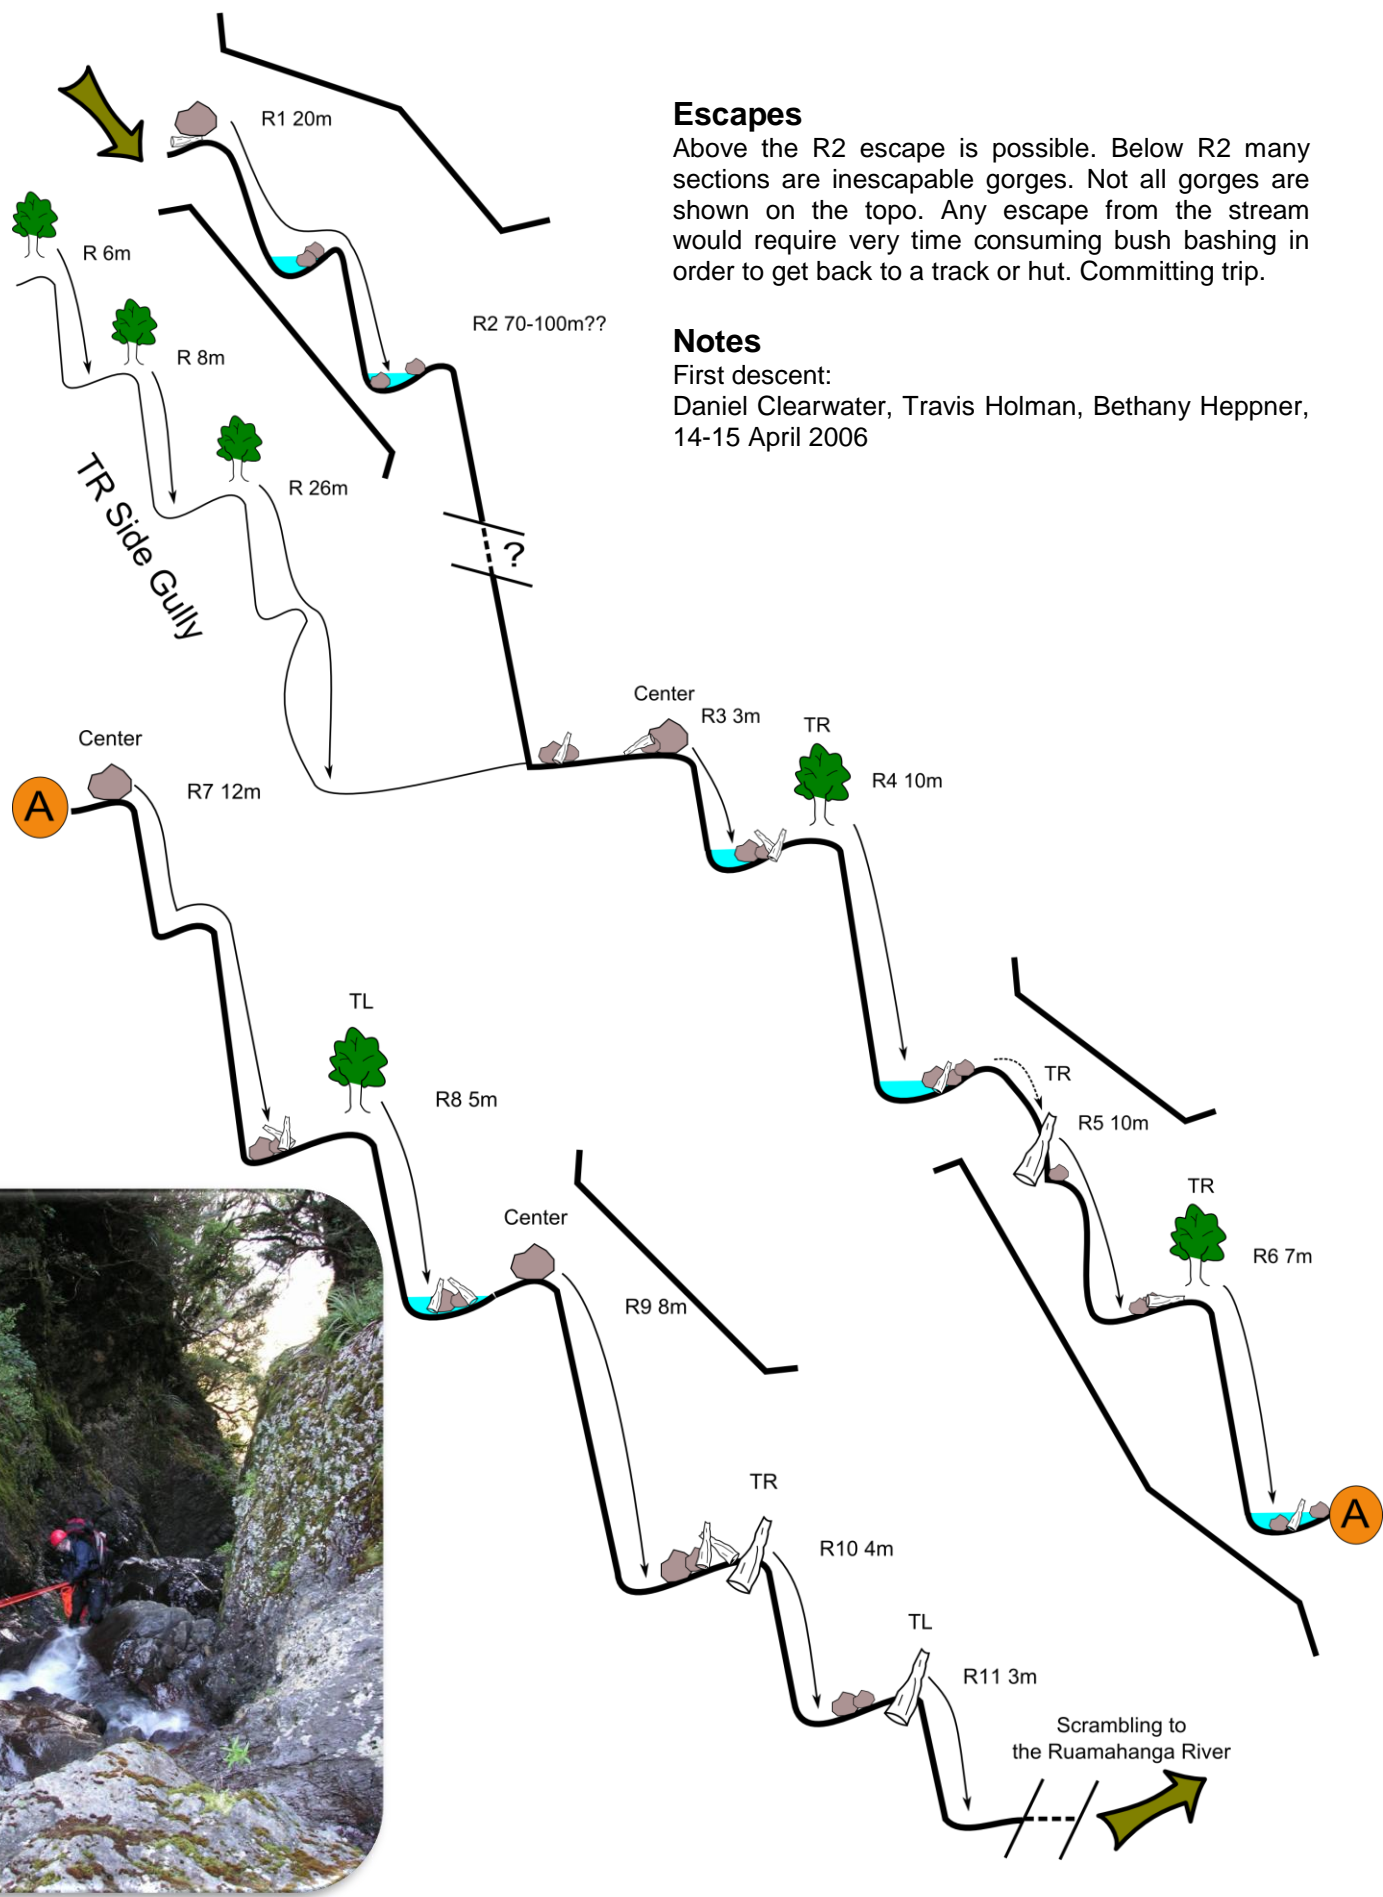 R1 20m
Escapes
Above the R2 escape is possible. Below R2 many
sections are inescapable gorges. Not all gorges are
shown on the topo. Any escape from the stream
would require very time consuming bush bashing in
order to get back to a track or hut. Committing trip.
R 6m
R2 70-100m??
Notes
First descent:
Daniel Clearwater, Travis Holman, Bethany Heppner,
14-15 April 2006
R 8m
R 26m
TR Side Gully
?
Center
R3 3m
TR
R4 10m
Center
R7 12m
A
TL
R8 5m
TR
R5 10m
TR
R6 7m
Center
R9 8m
A
TR
R10 4m
TL
R11 3m
Scrambling to
the Ruamahanga River